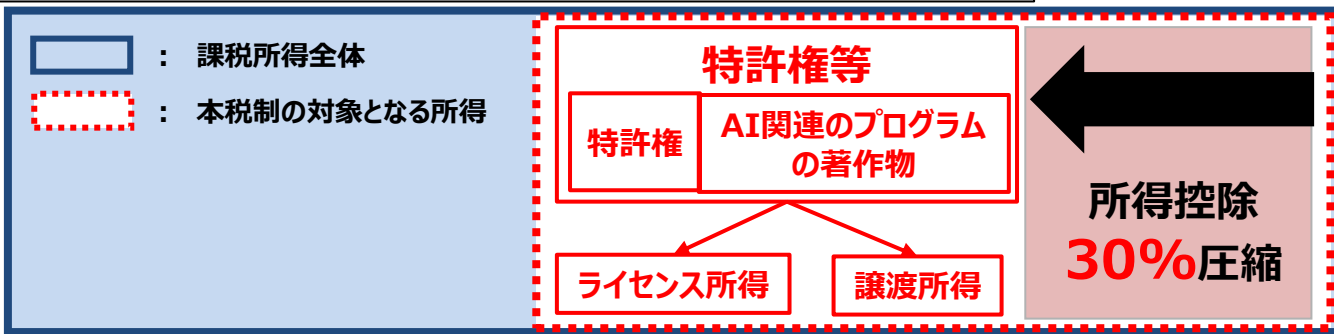 ： 課税所得全体
： 本税制の対象となる所得
特許権等
特許権
AI関連のプログラム
の著作物
ライセンス所得
譲渡所得
所得控除
30%圧縮